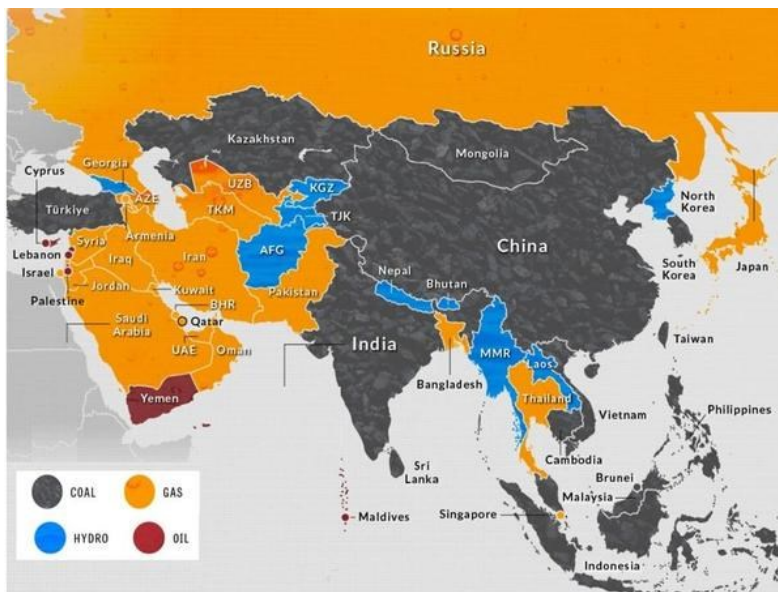 Russia
Kazakhstan
Mongolia
Cyprus
Georgia
UZB
KGZ
North
Korea
AZE
Türkiye
TKM
TJK
Armenia
China
Syria
Lebanon
Iraq
Iran
AFG
South
Korea
Japan
Israel
Nepal
Jordan
Kuwait
Pakistan
Bhutan
Palestine
BHR
Saudi
Arabia
Qatar
Taiwan
India
UAE
Oman
MMR
Laos
Bangladesh
Thailand
Yemen
Vietnam
Philippines
Cambodia
Sri
Lanka
Brunei
COAL
GAS
Malaysia
Maldives
Singapore
HYDRO
OIL
Indonesia